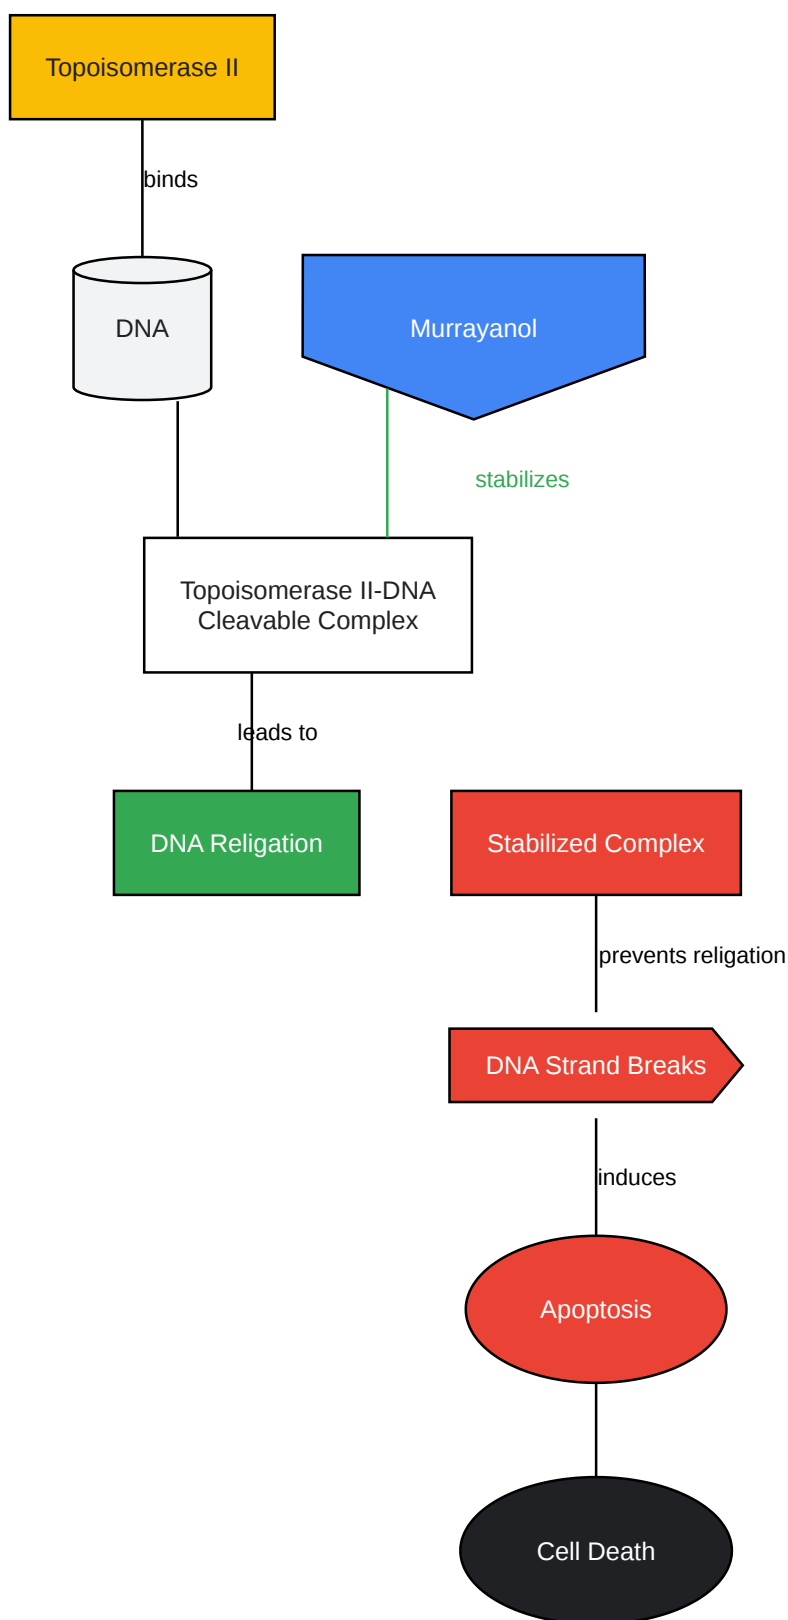 Topoisomerase II
binds
DNA
Murrayanol
stabilizes
Topoisomerase II-DNA
Cleavable Complex
leads to
DNA Religation
Stabilized Complex
prevents religation
DNA Strand Breaks
induces
Apoptosis
Cell Death